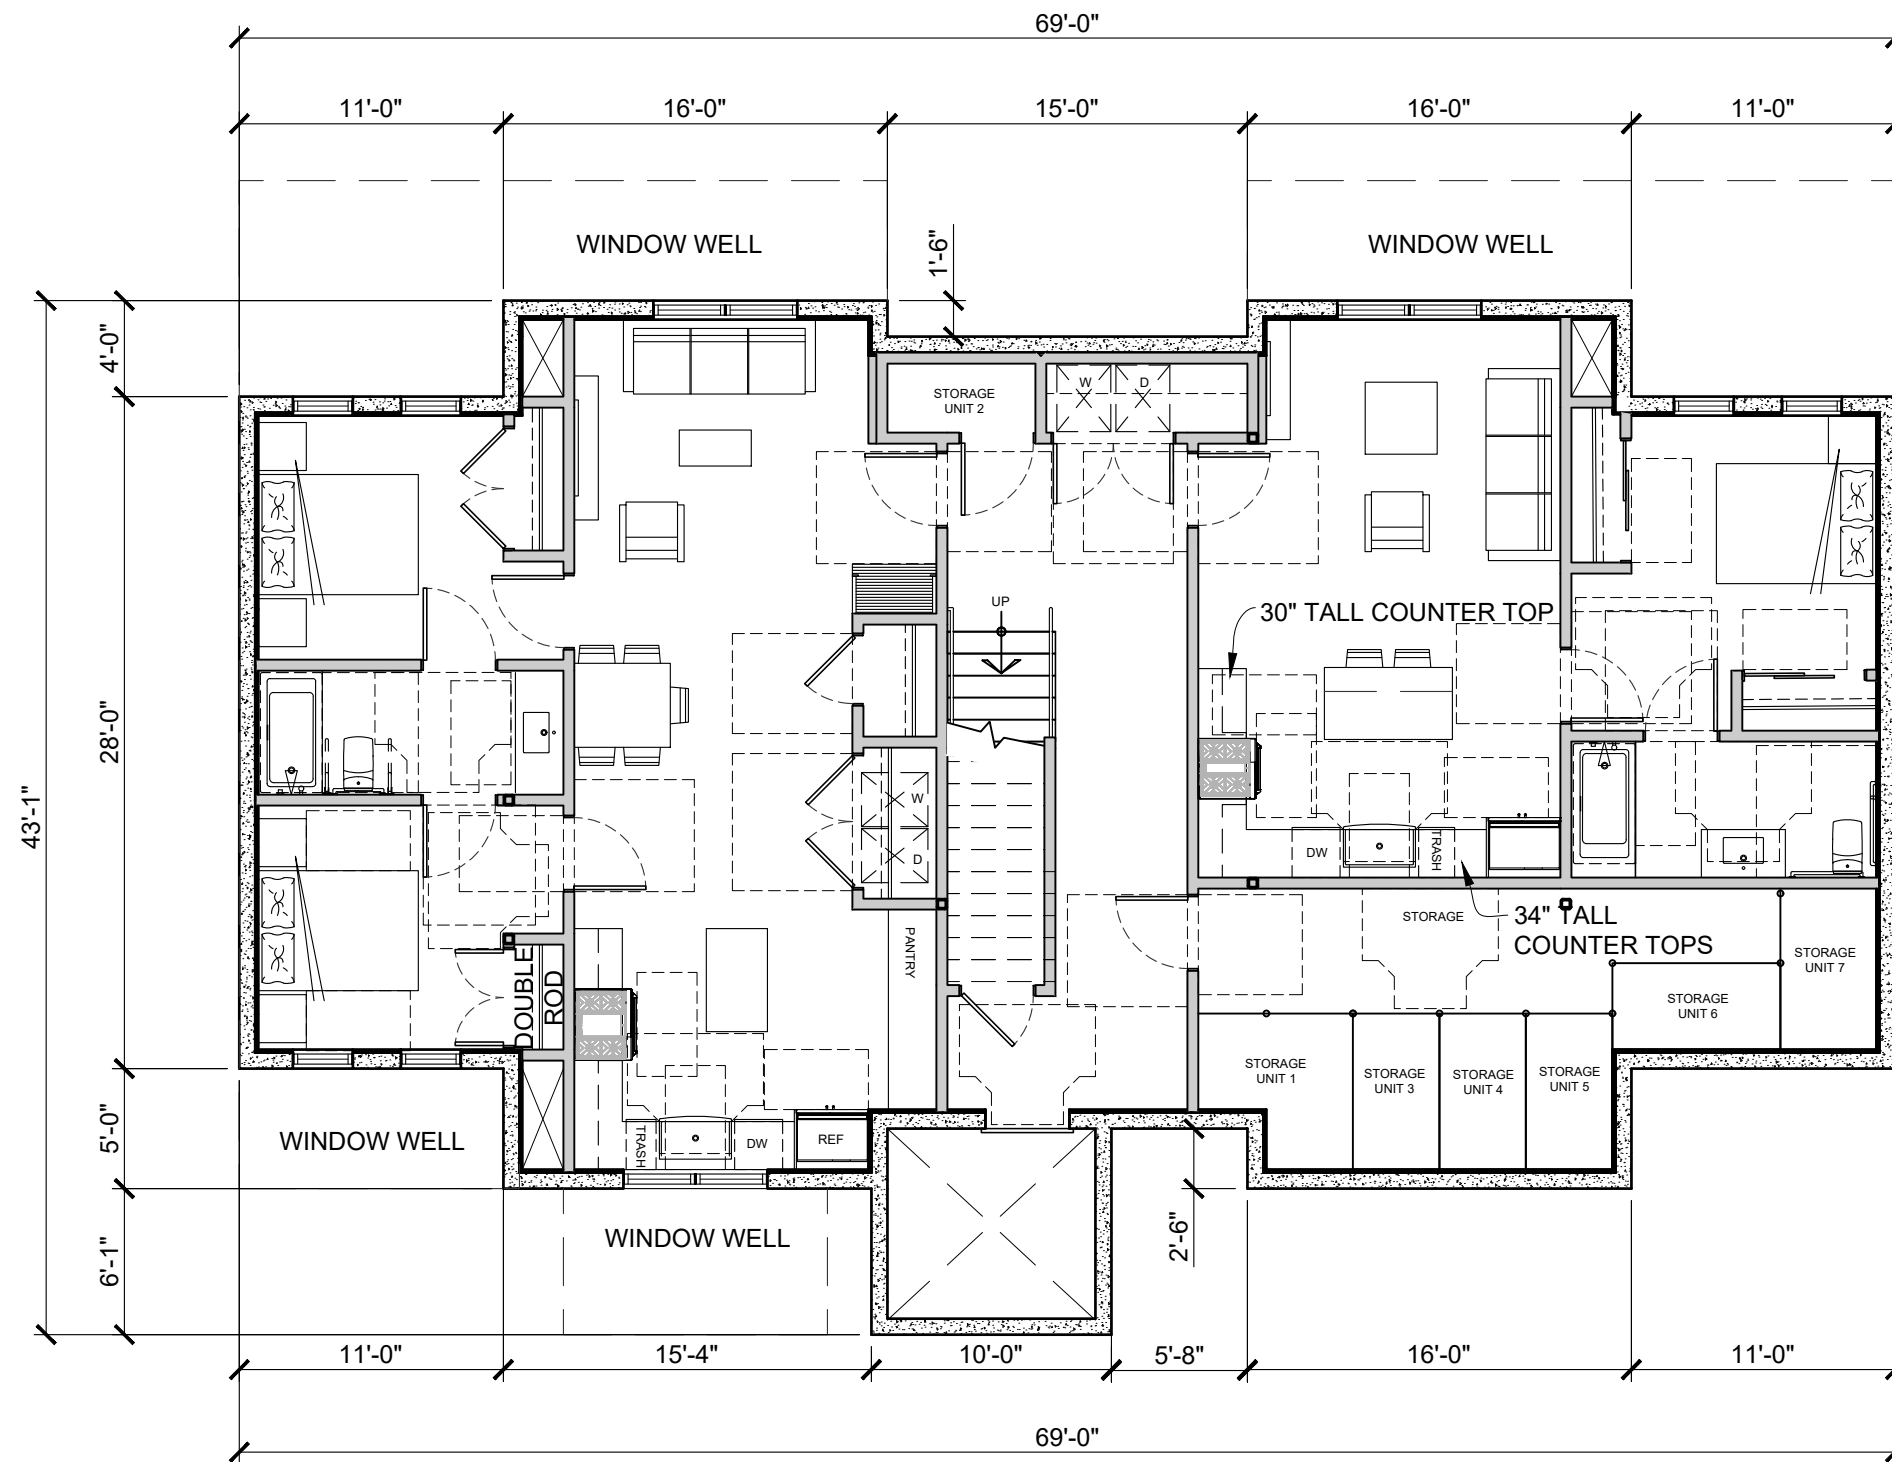 69'-0"
11'-0"
16'-0"
15'-0"
16'-0"
11'-0"
WINDOW WELL
1'-6"
WINDOW WELL
4'-0"
28'-0"
43'-1"
5'-0"
6'-1"
STORAGE
UNIT 2
W
D
UP
30" TALL COUNTER TOP
W
D
DW
TRASH
PANTRY
STORAGE
34" TALL
COUNTER TOPS
STORAGE
UNIT 7
STORAGE
UNIT 6
DOUBLE
ROD
STORAGE
UNIT 1
STORAGE
UNIT 3
STORAGE
UNIT 4
STORAGE
UNIT 5
WINDOW WELL
TRASH
DW
REF
WINDOW WELL
2'-6"
11'-0"
15'-4"
10'-0"
5'-8"
16'-0"
11'-0"
69'-0"